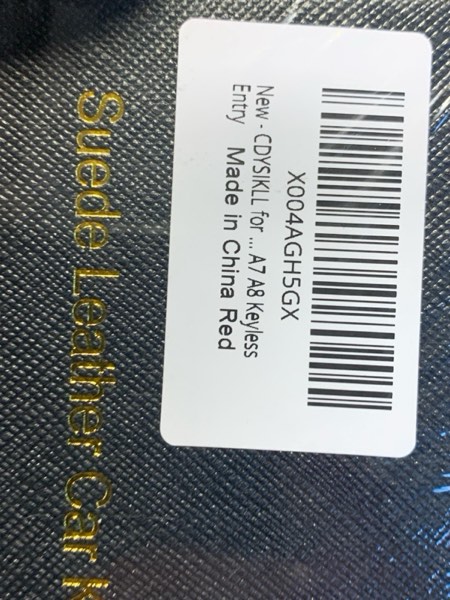 X004AGH5GX
New - CDYSIKLL for ... A7 A8 Keyless
Entry Made in China Red
Suede Leather Car K